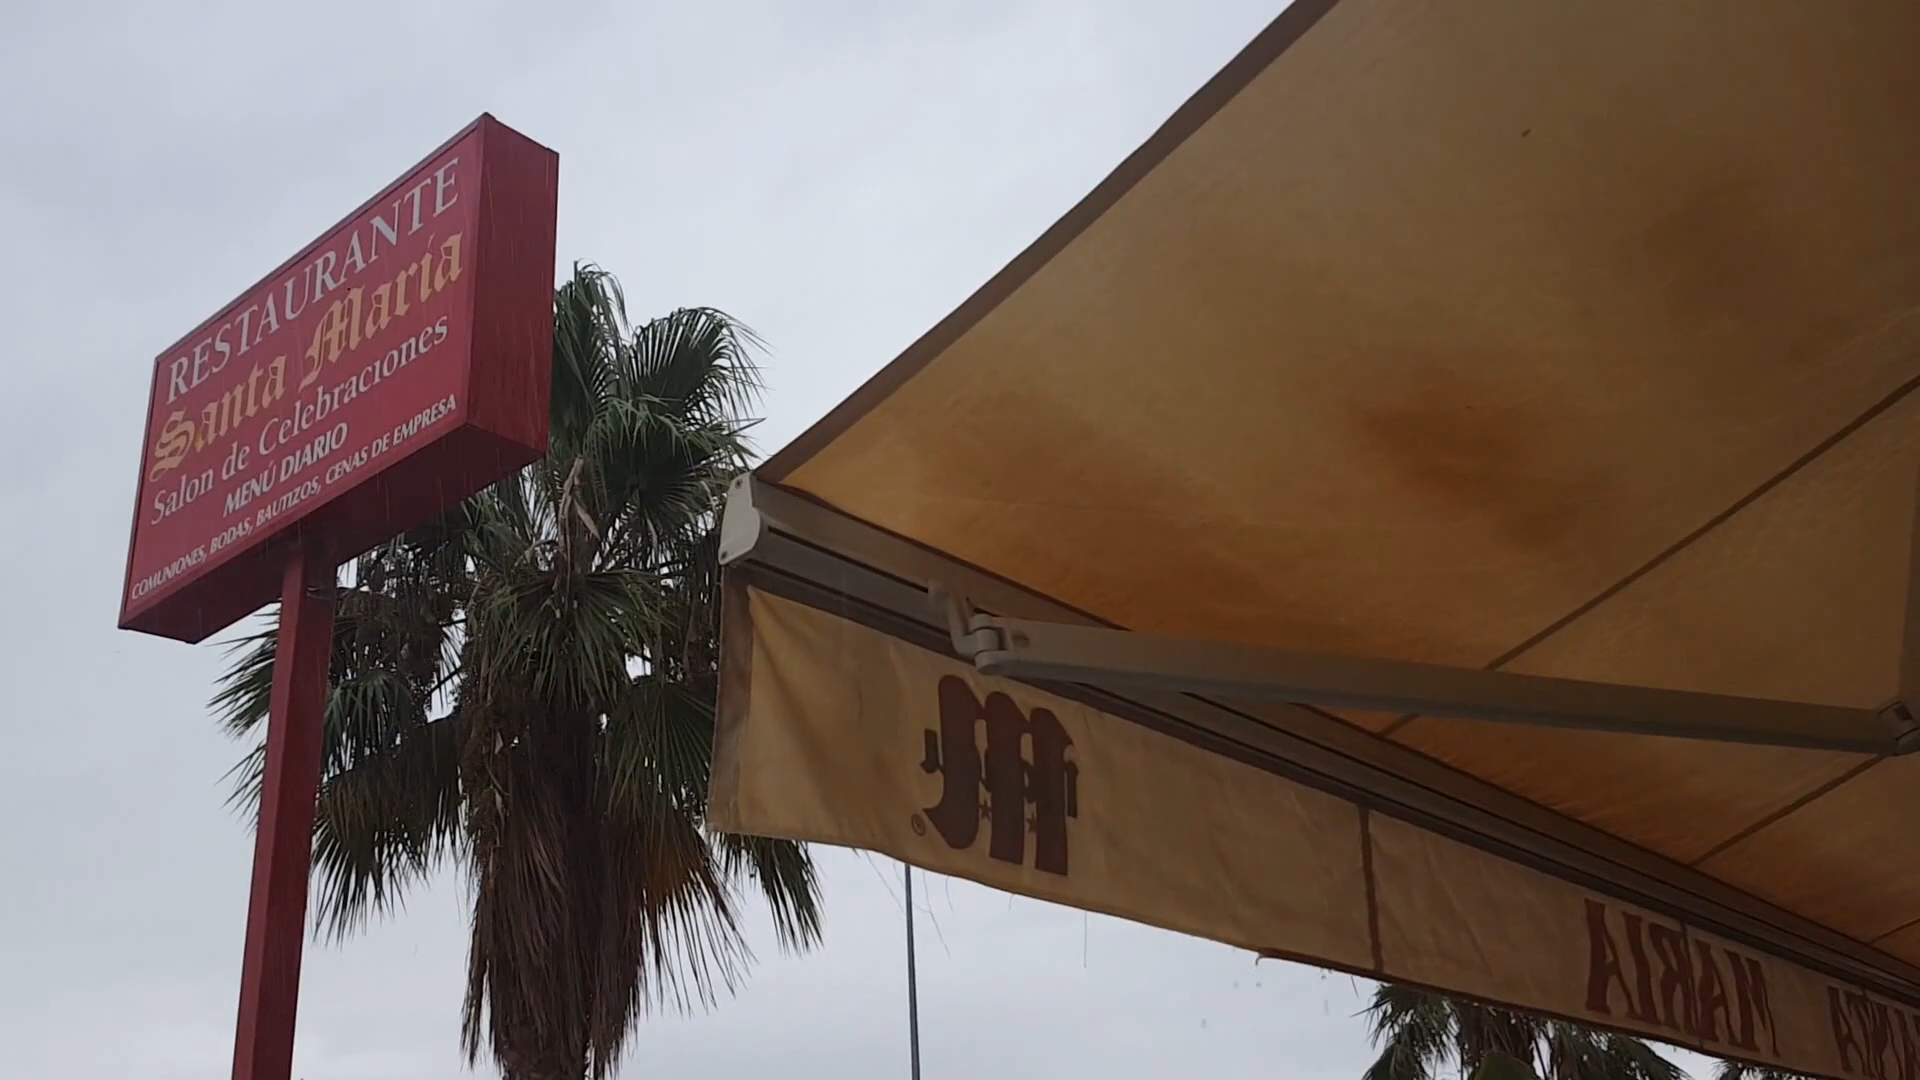 RESTAURANTE
Santa María
Salon de Celebraciones
MENÚ DIARIO
COMUNIONES, BODAS, BAUTIZOS, CENAS DE EMPRESA
®
MARIA